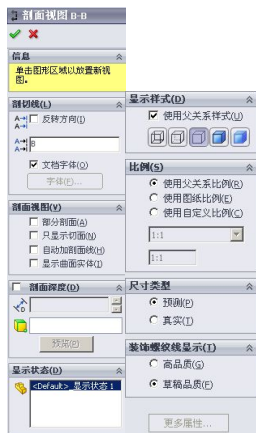 剖面视图 B-B
信息
单击图形区域以放置新视
图。
剖切线(L)
反转方向(I)
B
文档字体(O)
字体(F)...
剖面视图(V)
部分剖面(A)
只显示切面(N)
自动加剖面线(H)
显示曲面实体(I)
剖面深度(D)
预览(P)
显示状态(D)
<Default>_显示状态 1
显示样式(D)
使用父关系样式(U)
比例(S)
使用父关系比例(R)
使用图纸比例(E)
使用自定义比例(C)
1:1
1:1
尺寸类型
预测(P)
真实(T)
装饰螺纹线显示(T)
高品质(G)
草稿品质(F)
更多属性...